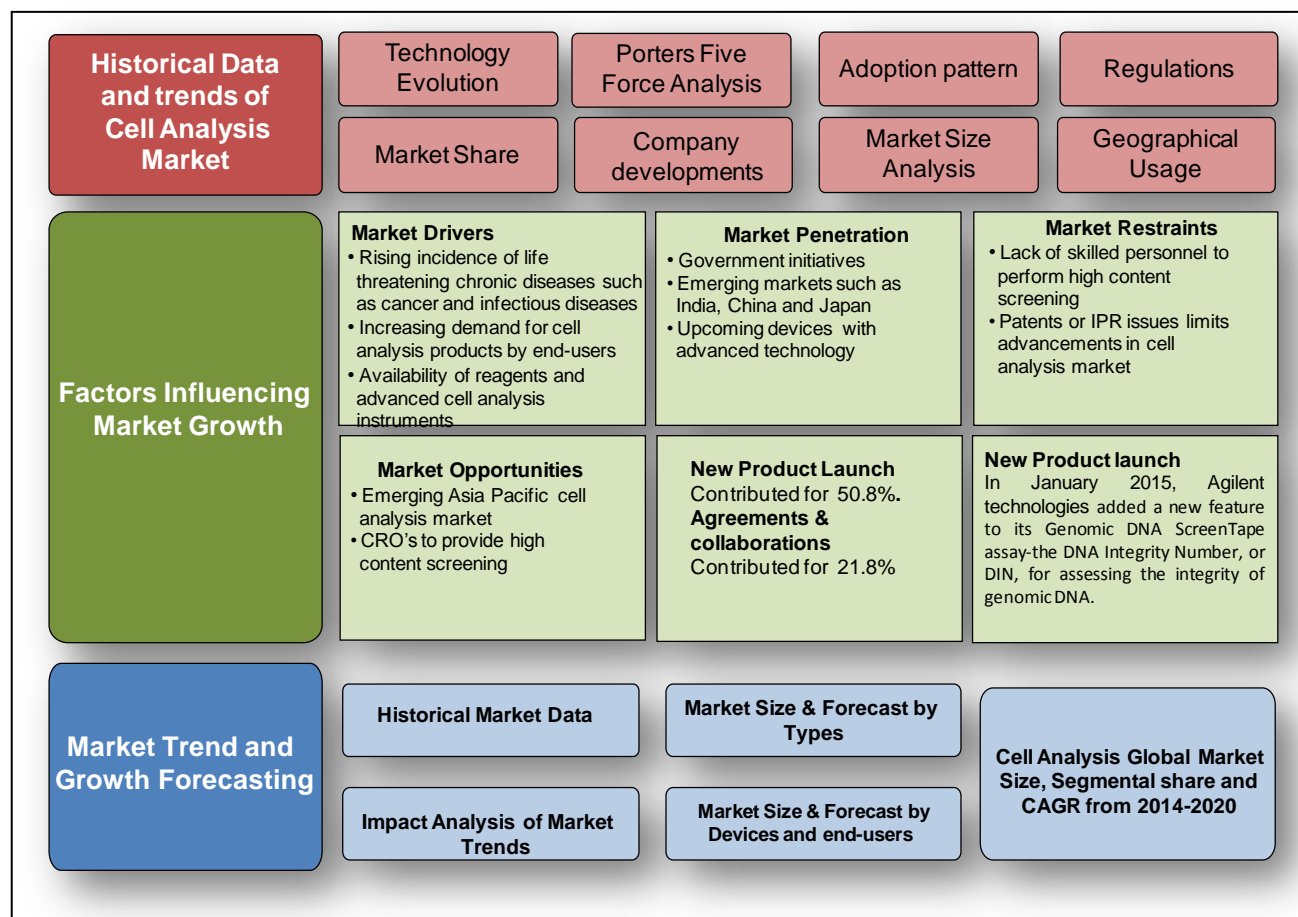 Historical Data
and trends of
Cell Analysis
Market
Technology
Evolution
Porters Five
Force Analysis
Adoption pattern
Regulations
Market Share
Company
developments
Market Size
Analysis
Geographical
Usage
Factors Influencing
Market Growth
Market Drivers
• Rising incidence of life
threatening chronic diseases such
as cancer and infectious diseases
• Increasing demand for cell
analysis products by end-users
• Availability of reagents and
advanced cell analysis
instruments
Market Penetration
• Government initiatives
• Emerging markets such as
India, China and Japan
• Upcoming devices with
advanced technology
Market Restraints
• Lack of skilled personnel to
perform high content
screening
• Patents or IPR issues limits
advancements in cell
analysis market
Market Opportunities
• Emerging Asia Pacific cell
analysis market
• CRO's to provide high
content screening
New Product Launch
Contributed for 50.8%.
Agreements &
collaborations
Contributed for 21.8%
New Product launch
In January 2015, Agilent
technologies added a new feature
to its Genomic DNA ScreenTape
assay-the DNA Integrity Number, or
DIN, for assessing the integrity of
genomic DNA.
Market Trend and
Growth Forecasting
Historical Market Data
Market Size & Forecast by
Types
Impact Analysis of Market
Trends
Market Size & Forecast by
Devices and end-users
Cell Analysis Global Market
Size, Segmental share and
CAGR from 2014-2020